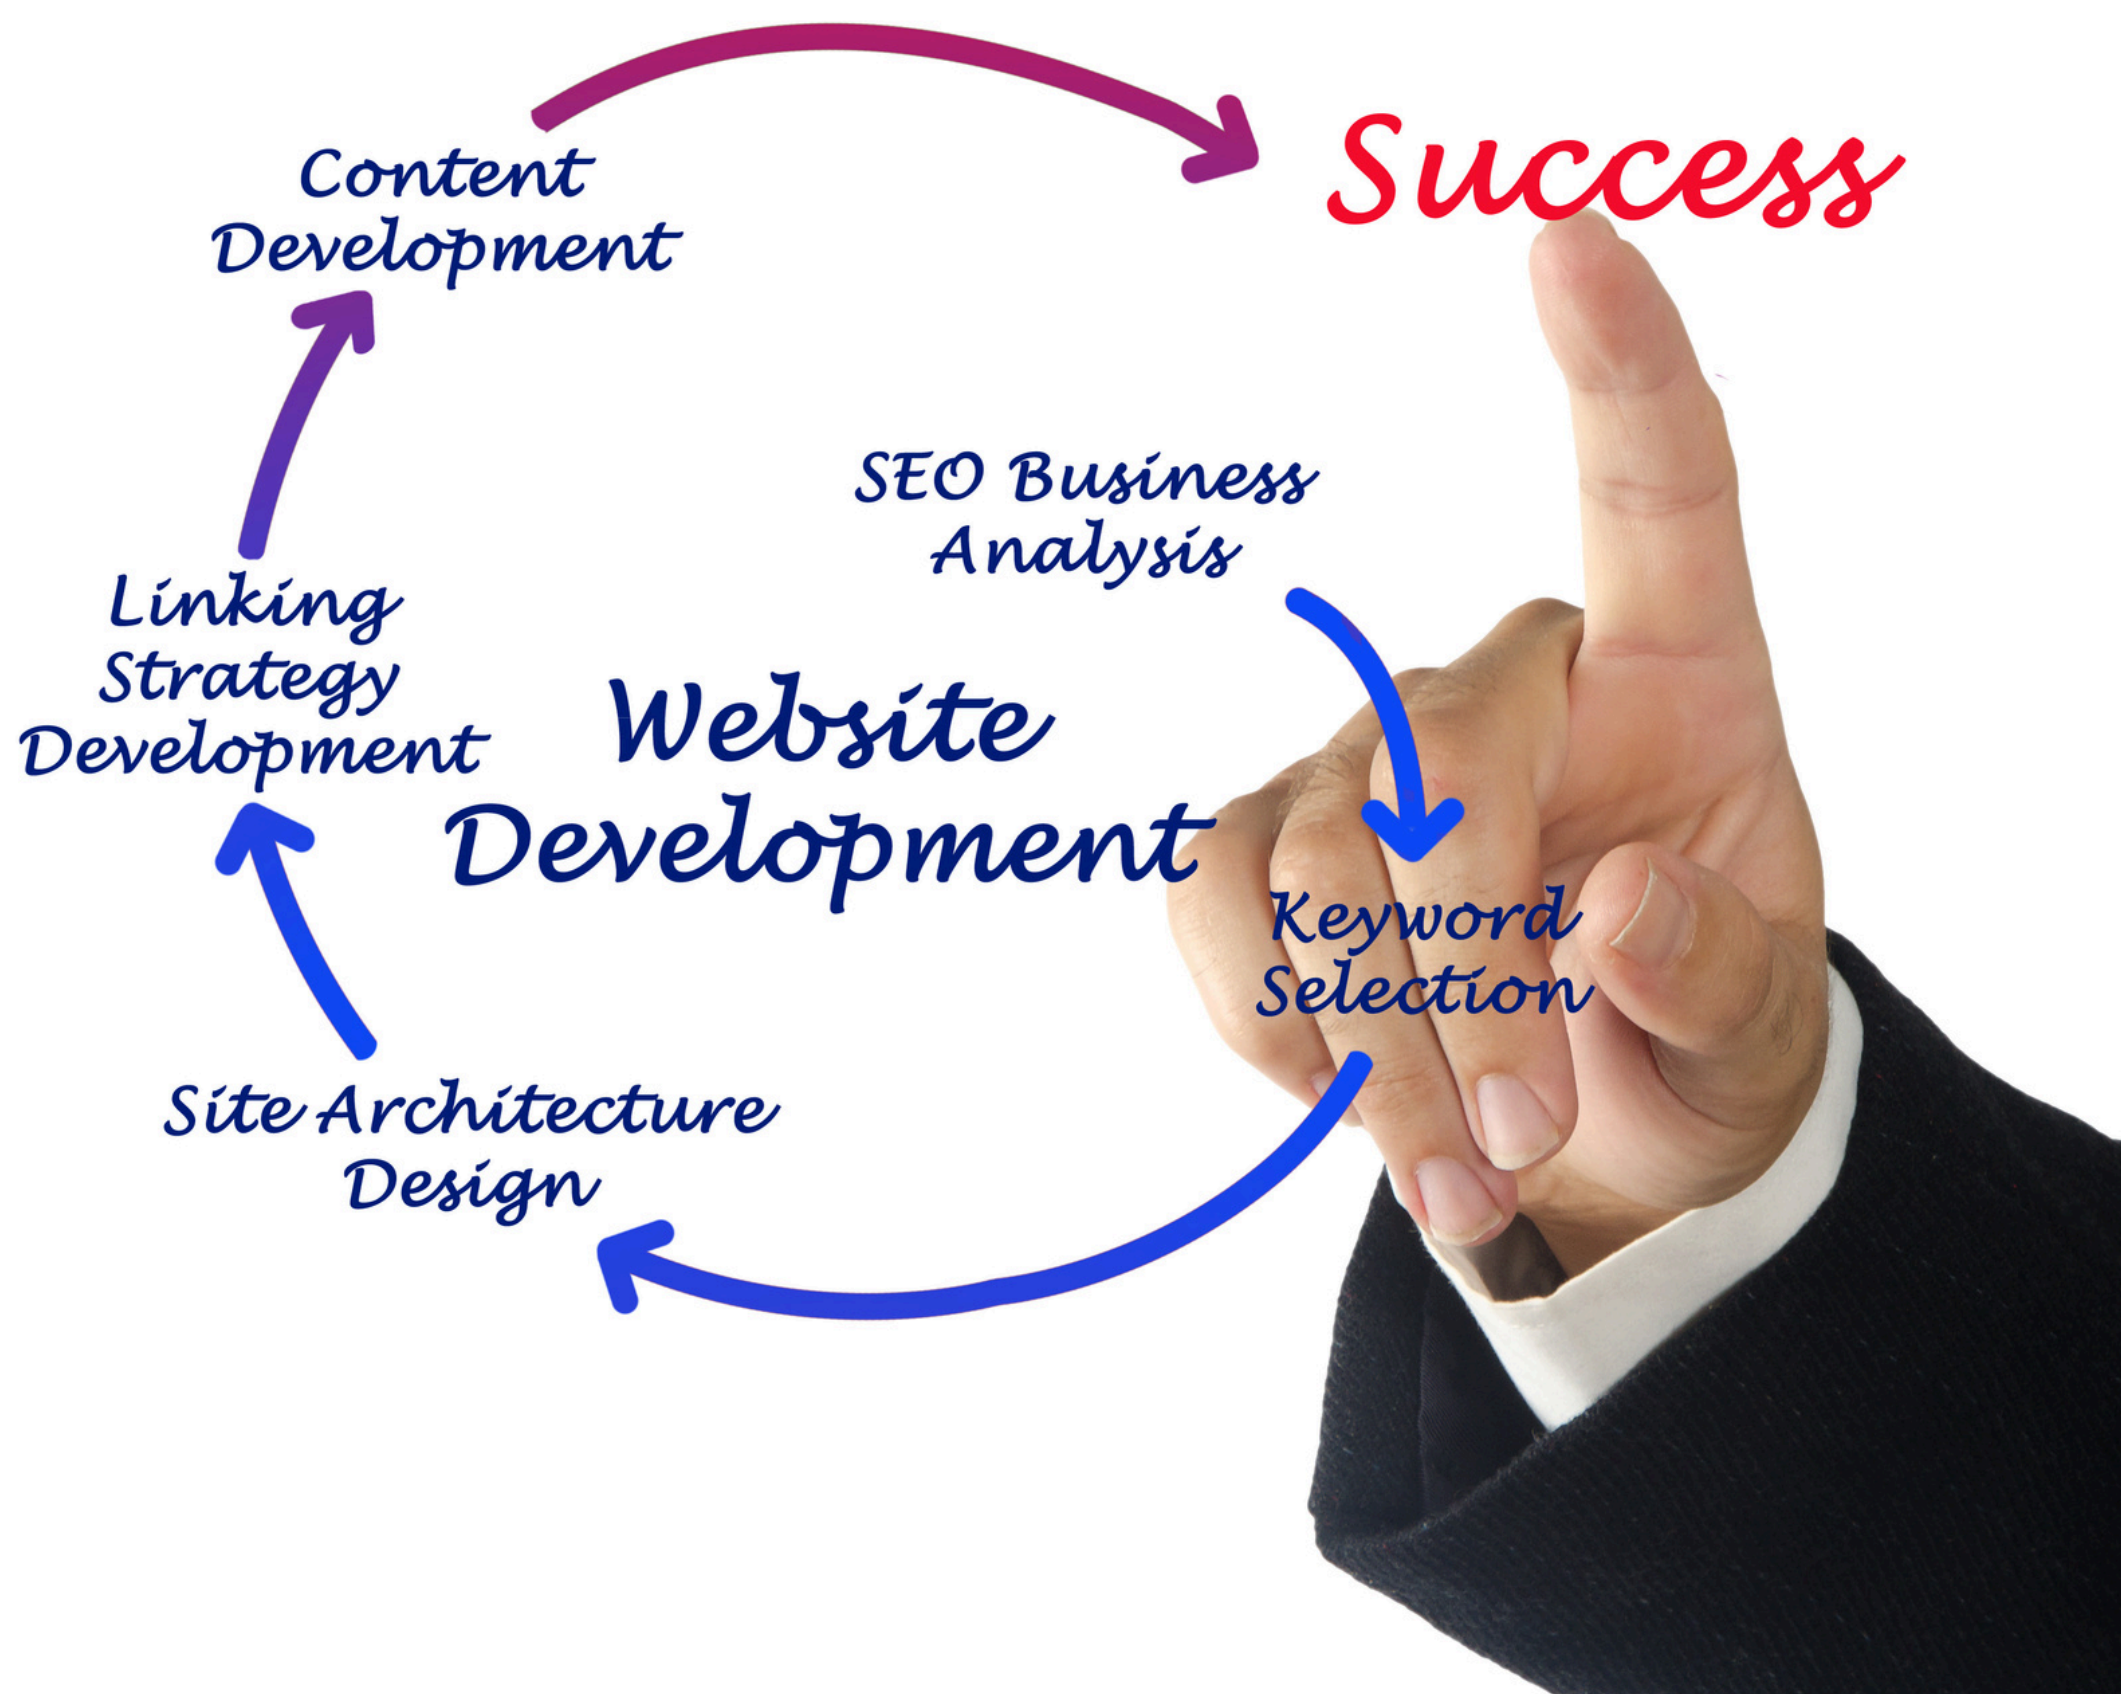 Content
Development
Success
SEO Business
Analysis
Linking
Strategy
Development
Website
Development
Keyword
Selection
Site Architecture
Design